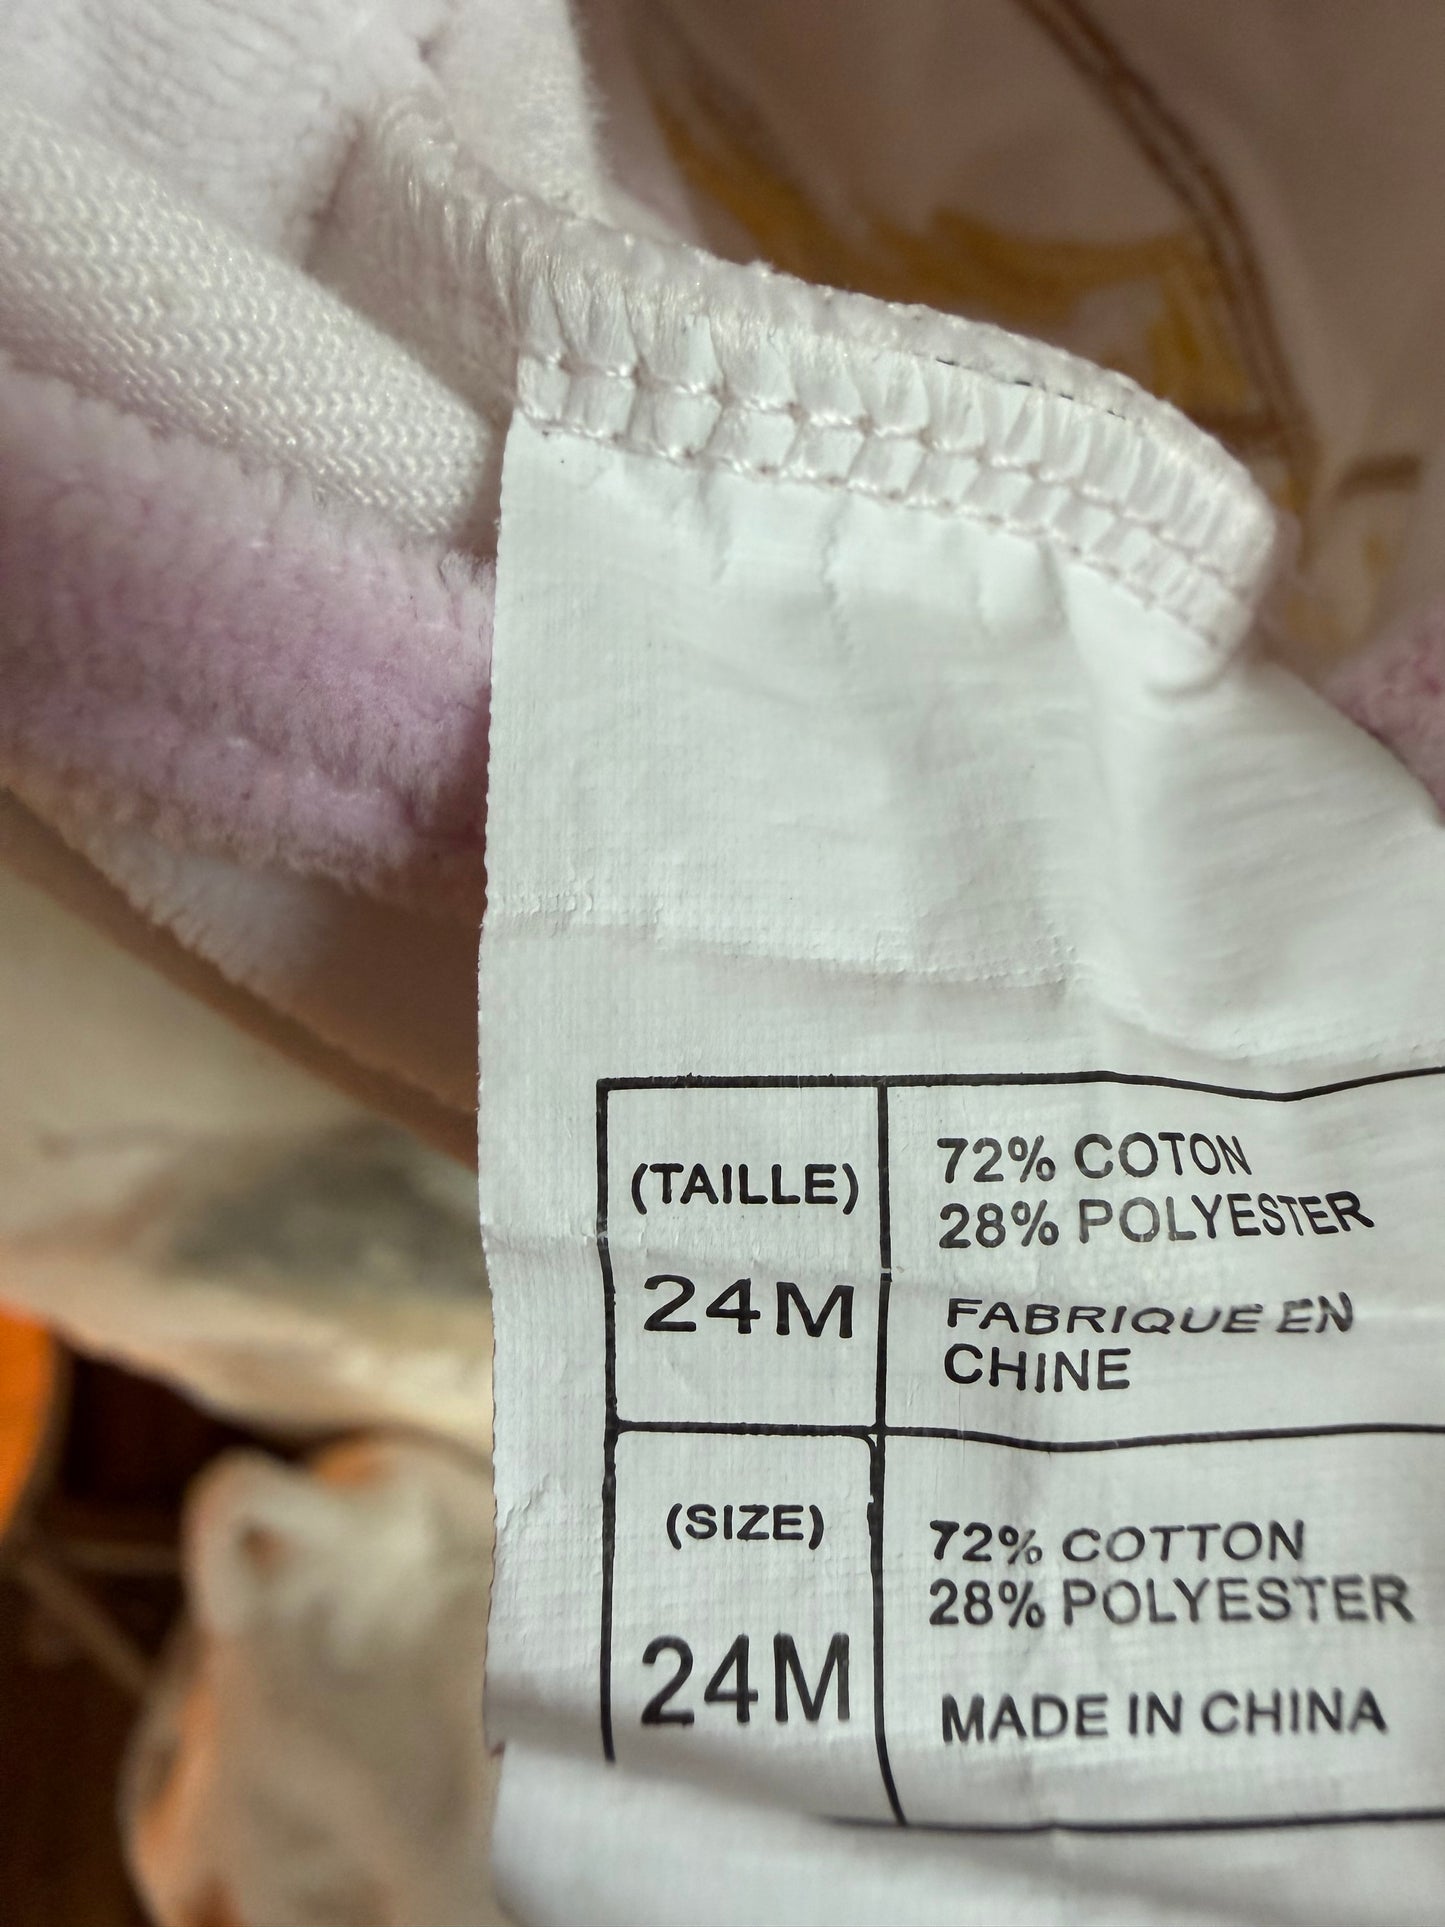 (TAILLE)
24M
72% COTON
28% POLYESTER
FABRIQUE EN
CHINE
(SIZE)
24M
72% COTTON
28% POLYESTER
MADE IN CHINA